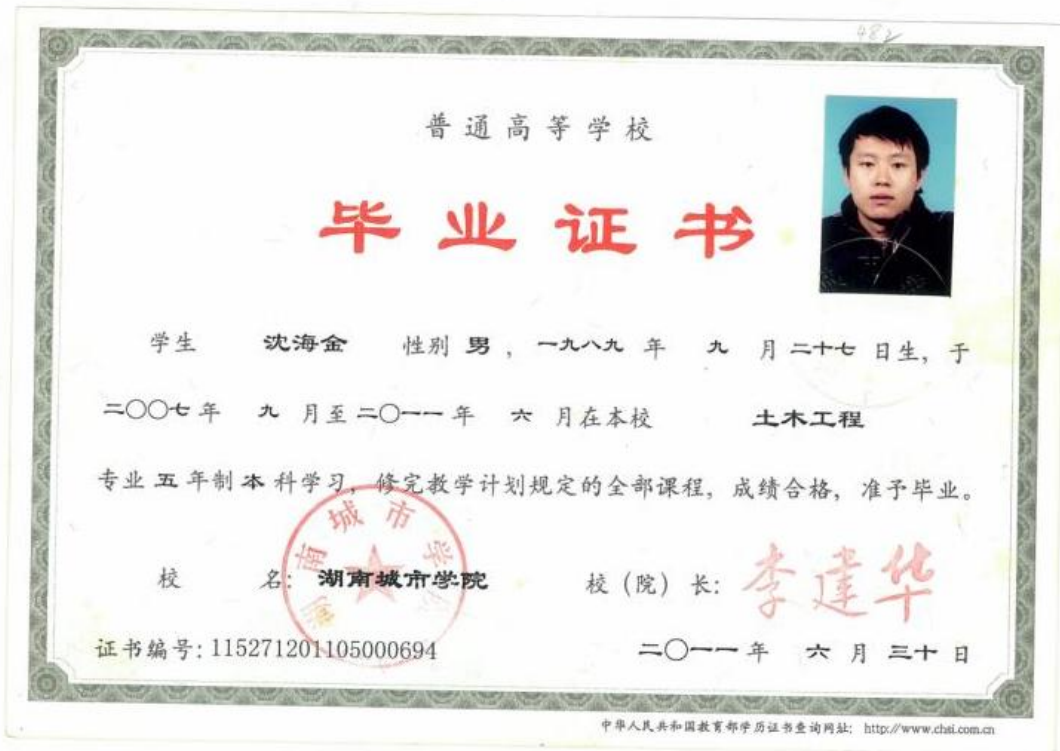 482
普通高等学校
毕业证书
学生 沈海金 性别 男，一九八九 年 九 月 二十七 日生，于
二〇〇七 年 九 月至 二〇一一 年 六 月在本校 土木工程
专业 五 年制 本 科学习，修完教学计划规定的全部课程，成绩合格，准予毕业。
湖南城市学院
校 名：湖南城市学院 校（院）长：李建华
证书编号：115271201105000694 二〇一一 年 六 月 三十 日
中华人民共和国教育部学历证书查询网址：http://www.chsi.com.cn